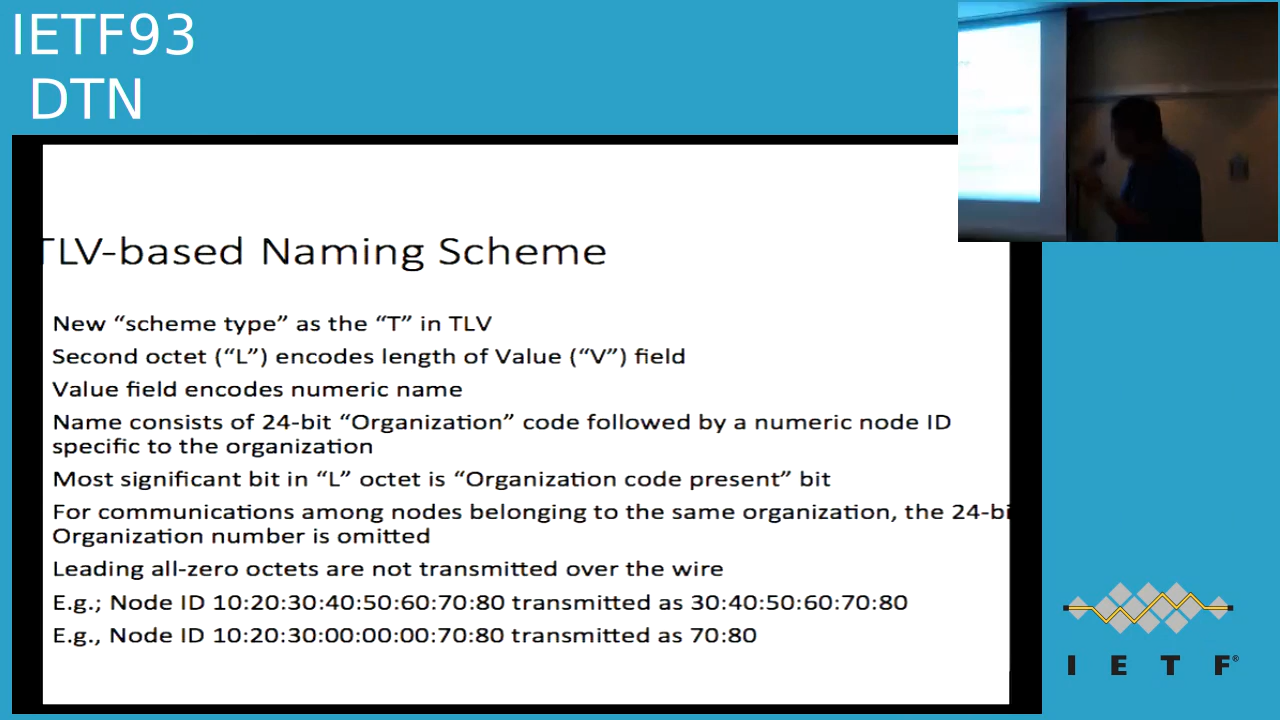 IETF93
DTN
TLV-based Naming Scheme
New “scheme type” as the “T” in TLV
Second octet (“L”) encodes length of Value (“V”) field
Value field encodes numeric name
Name consists of 24-bit “Organization” code followed by a numeric node ID
specific to the organization
Most significant bit in “L” octet is “Organization code present” bit
For communications among nodes belonging to the same organization, the 24-bi
Organization number is omitted
Leading all-zero octets are not transmitted over the wire
E.g.; Node ID 10:20:30:40:50:60:70:80 transmitted as 30:40:50:60:70:80
E.g., Node ID 10:20:30:00:00:00:70:80 transmitted as 70:80
I E T F®